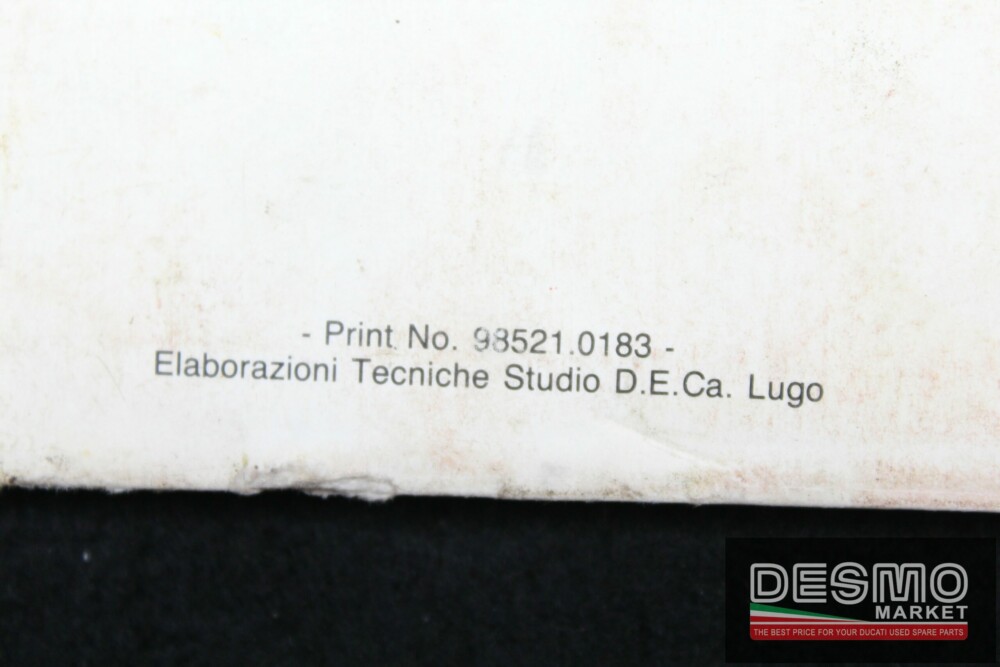 - Print No. 98521.0183 -
Elaborazioni Tecniche Studio D.E.Ca. Lugo
DESMO
MARKET
THE BEST PRICE FOR YOUR DUCATI USED SPARE PARTS